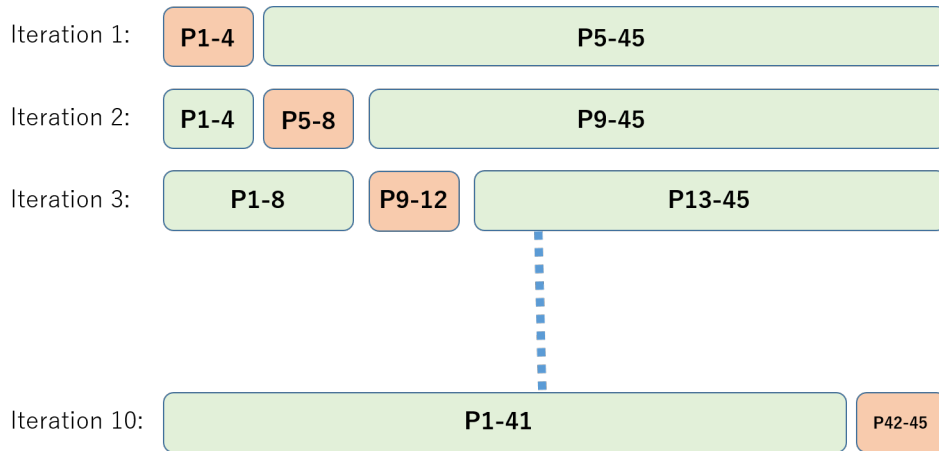 Iteration 1: P1-4 P5-45
Iteration 2: P1-4 P5-8 P9-45
Iteration 3: P1-8 P9-12 P13-45
Iteration 10: P1-41 P42-45